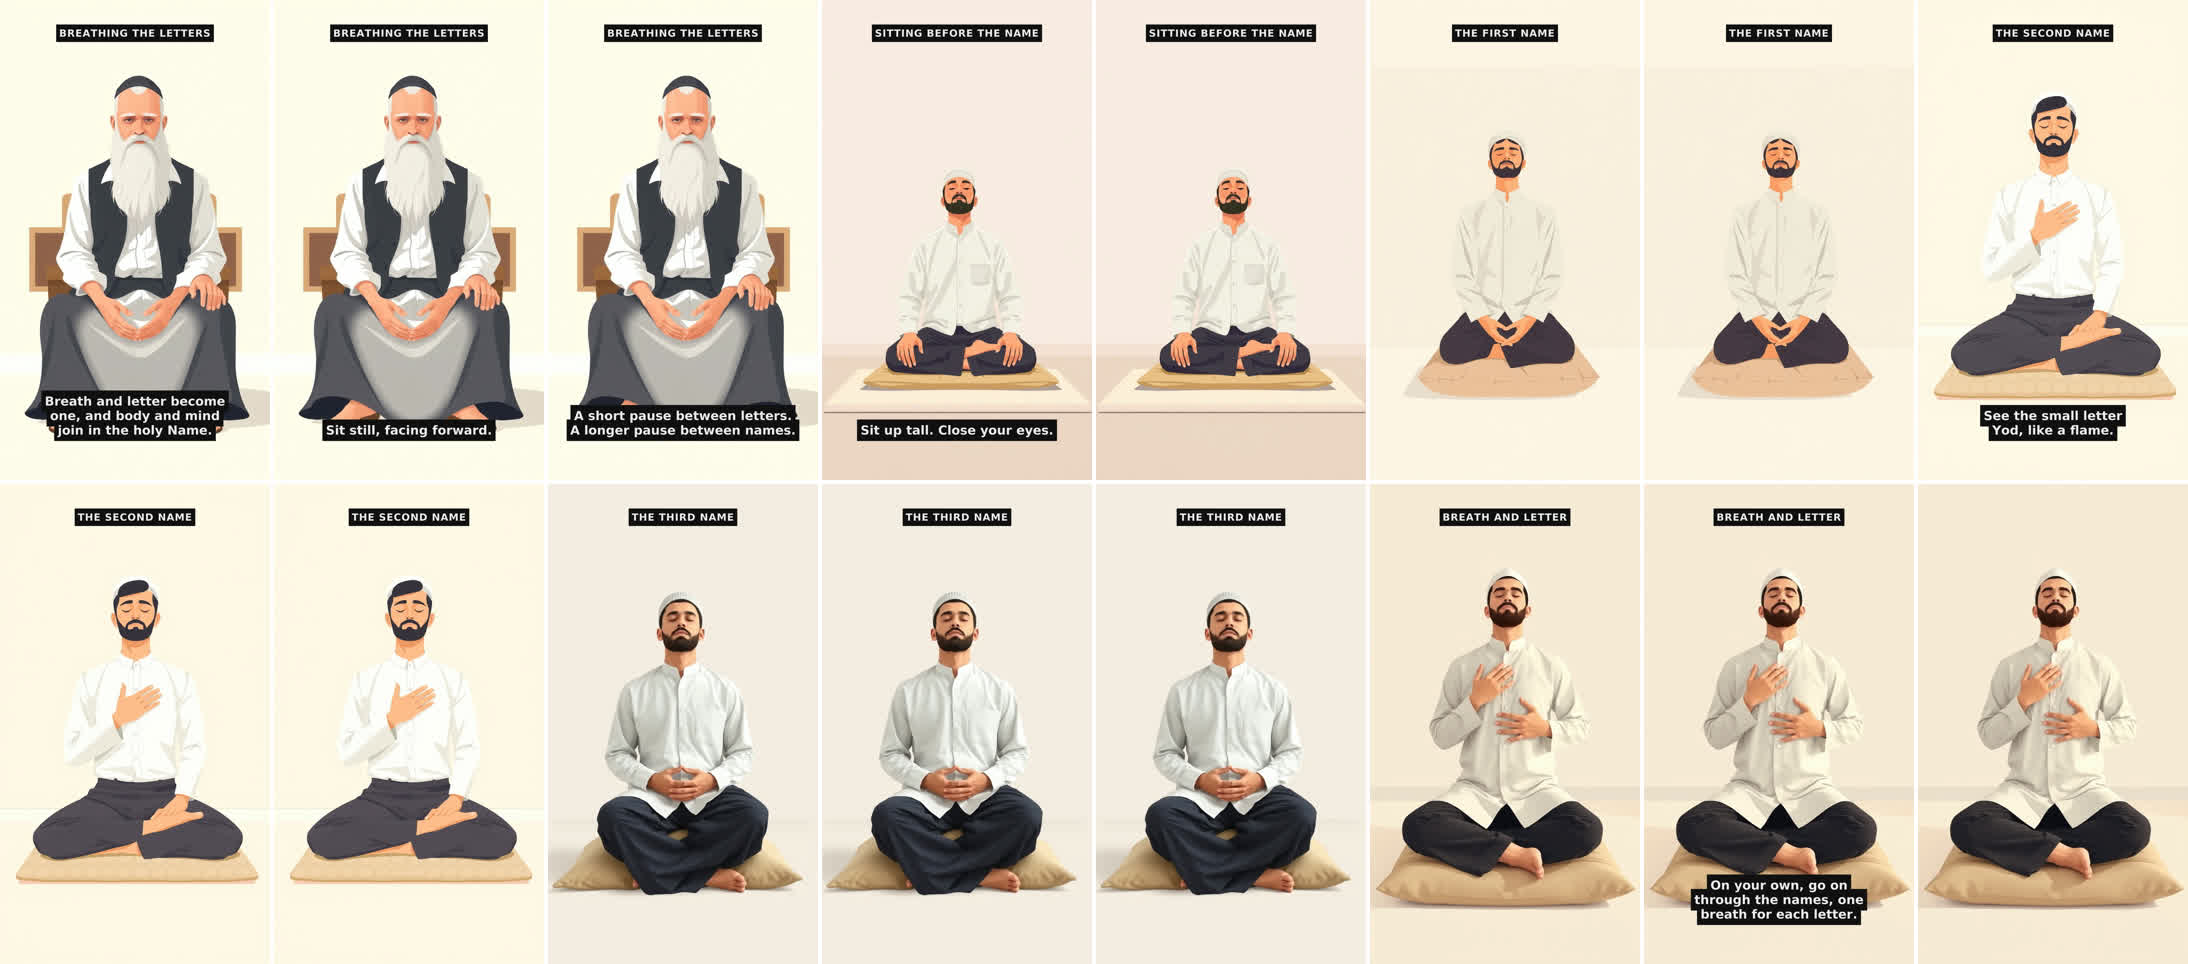 BREATHING THE LETTERS
Breath and letter become
one, and body and mind
join in the holy Name.
BREATHING THE LETTERS
Sit still, facing forward.
BREATHING THE LETTERS
A short pause between letters.
A longer pause between names.
SITTING BEFORE THE NAME
Sit up tall. Close your eyes.
SITTING BEFORE THE NAME
THE FIRST NAME
THE FIRST NAME
THE SECOND NAME
See the small letter
Yod, like a flame.
THE SECOND NAME
THE SECOND NAME
THE THIRD NAME
THE THIRD NAME
THE THIRD NAME
BREATH AND LETTER
BREATH AND LETTER
On your own, go on
through the names, one
breath for each letter.